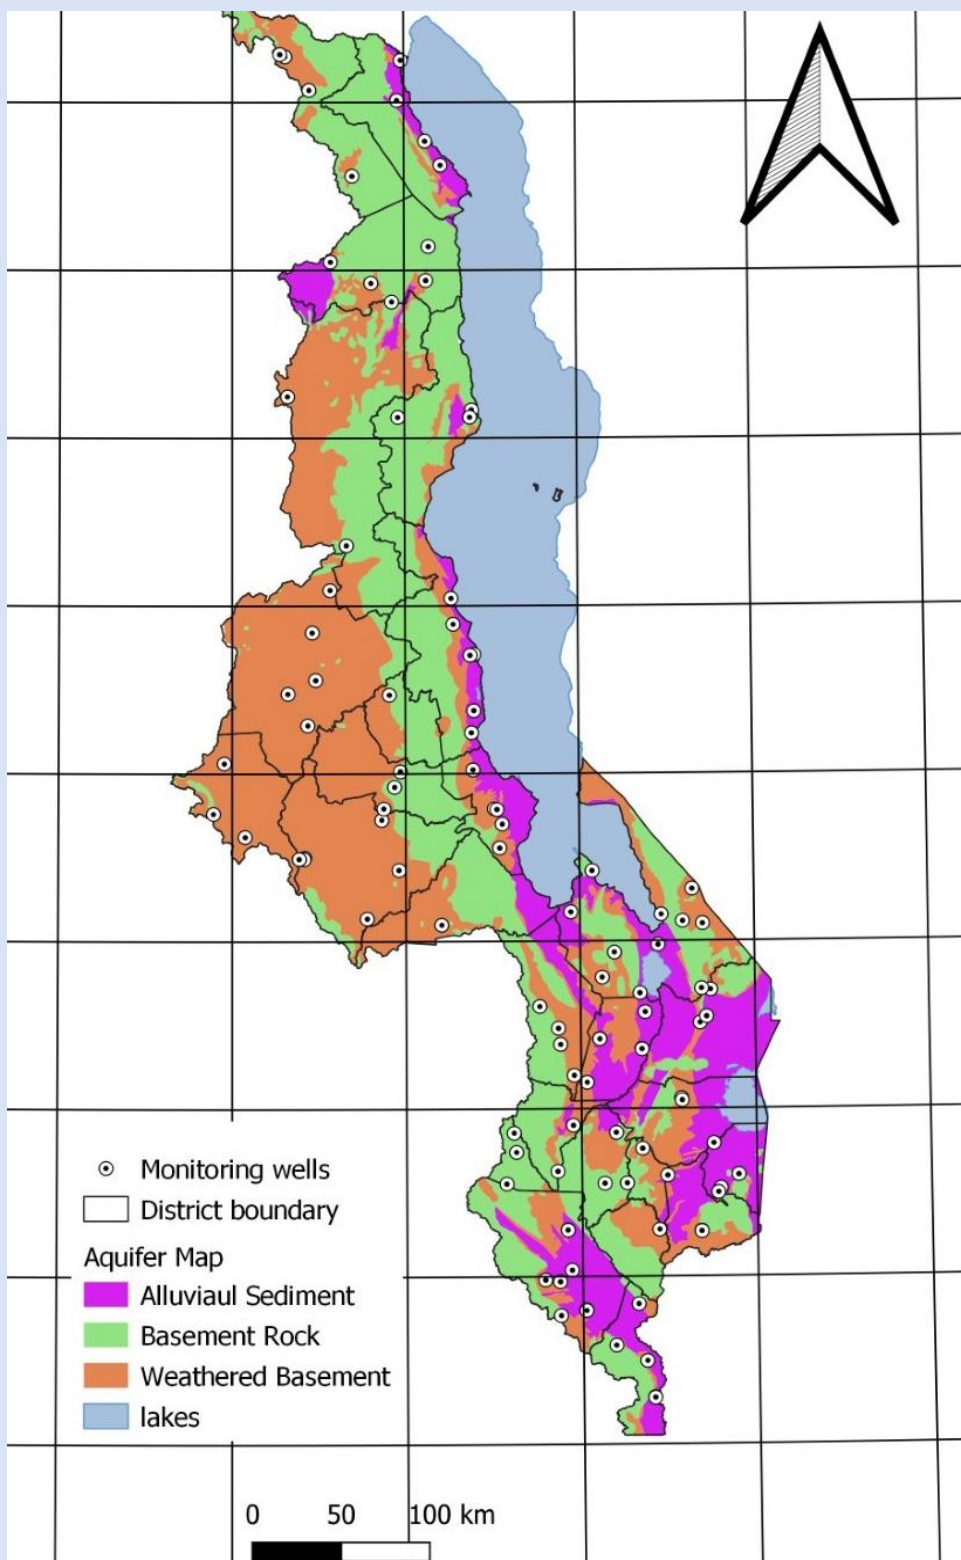 Monitoring wells
District boundary
Aquifer Map
Alluviaul Sediment
Basement Rock
Weathered Basement
lakes
0 50 100 km